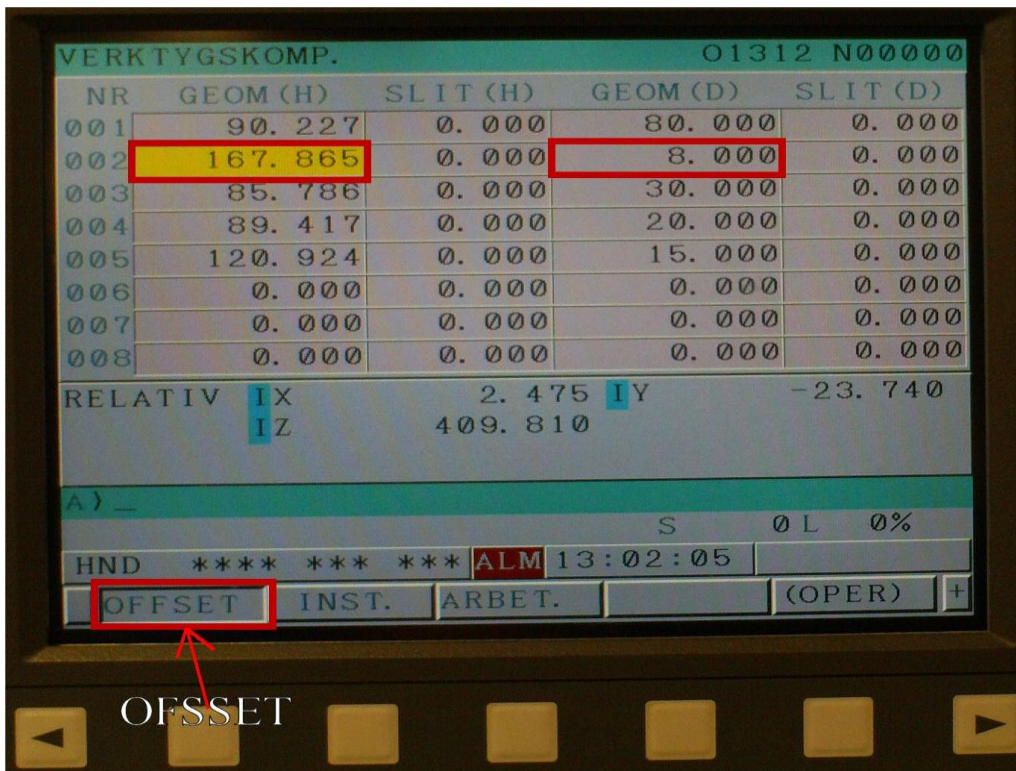 VERKTYGSKOMP. O1312 N00000
NR GEOM(H) SLIT(H) GEOM(D) SLIT(D)
001 90.227 0.000 80.000 0.000
002 167.865 0.000 8.000 0.000
003 85.786 0.000 30.000 0.000
004 89.417 0.000 20.000 0.000
005 120.924 0.000 15.000 0.000
006 0.000 0.000 0.000 0.000
007 0.000 0.000 0.000 0.000
008 0.000 0.000 0.000 0.000
RELATIV IX 2.475 IY -23.740
IZ 409.810
A)_
S 0 L 0%
HND **** *** *** ALM 13:02:05
OFFSET INST. ARBET. (OPER) +
OFSSET